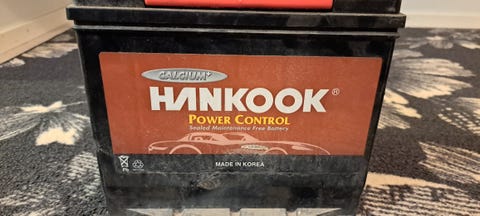 CALCIUM+
HANKOOK®
POWER CONTROL
Sealed Maintenance Free Battery
MADE IN KOREA